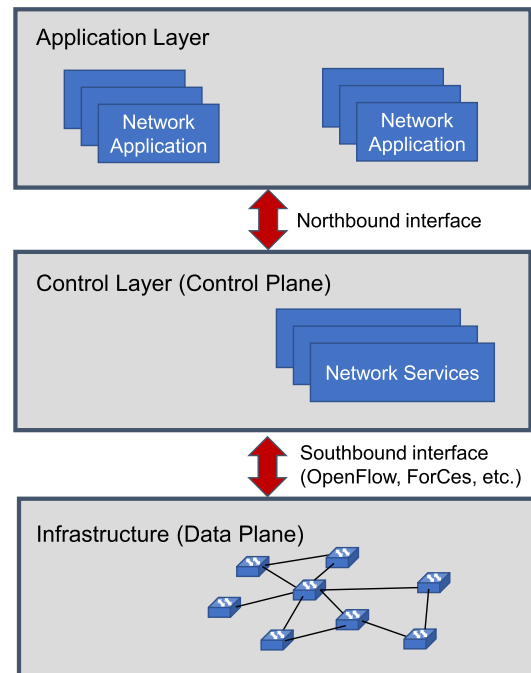 Application Layer
Network
Application
Network
Application
Northbound interface
Control Layer (Control Plane)
Network Services
Southbound interface
(OpenFlow, ForCes, etc.)
Infrastructure (Data Plane)